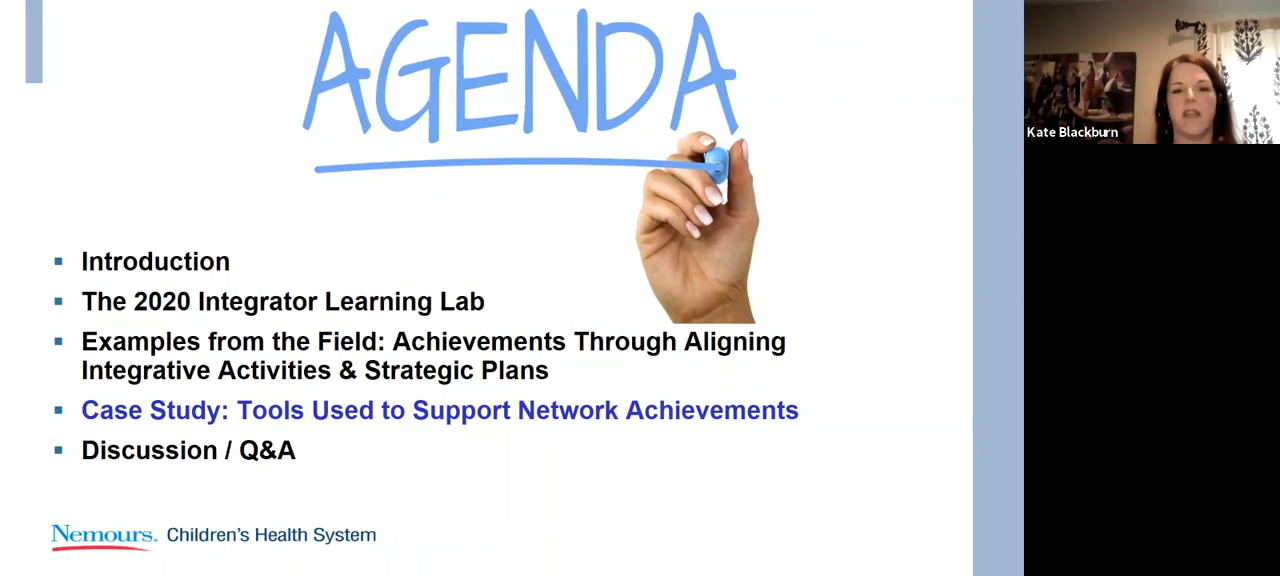 AGENDA
Kate Blackburn
▪ Introduction
▪ The 2020 Integrator Learning Lab
▪ Examples from the Field: Achievements Through Aligning
Integrative Activities & Strategic Plans
▪ Case Study: Tools Used to Support Network Achievements
▪ Discussion / Q&A
Nemours. Children's Health System